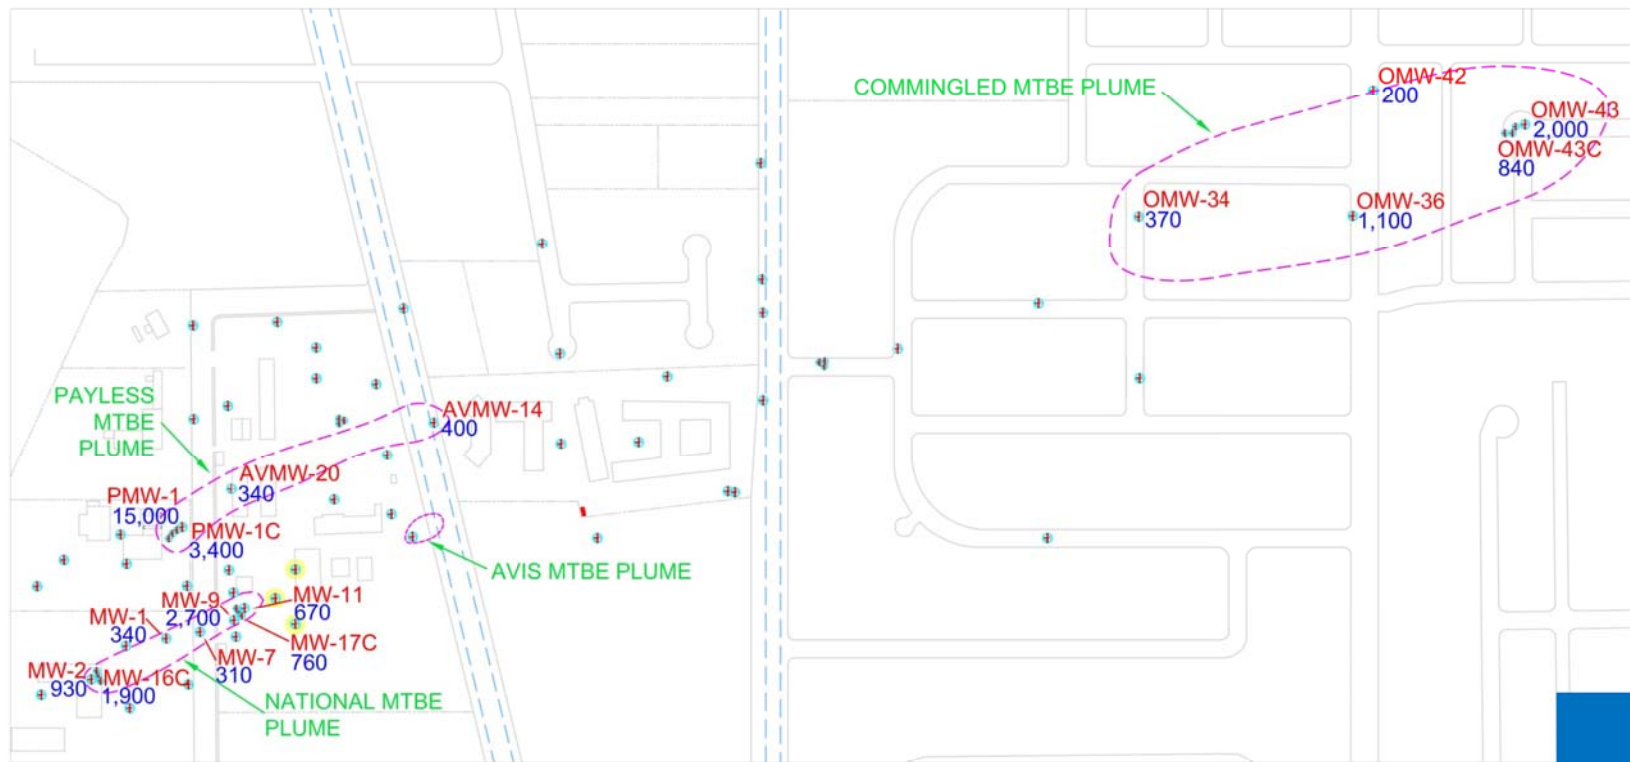 COMMINGLED MTBE PLUME
OMW-42
200
OMW-43
2,000
OMW-43C
840
OMW-34
370
OMW-36
1,100
PAYLESS
MTBE
PLUME
AVMW-14
400
AVMW-20
340
PMW-1
15,000
PMW-1C
3,400
AVIS MTBE PLUME
MW-9
2,700
MW-11
670
MW-1
340
MW-17C
760
MW-7
310
MW-2
930
MW-16C
1,900
NATIONAL MTBE
PLUME